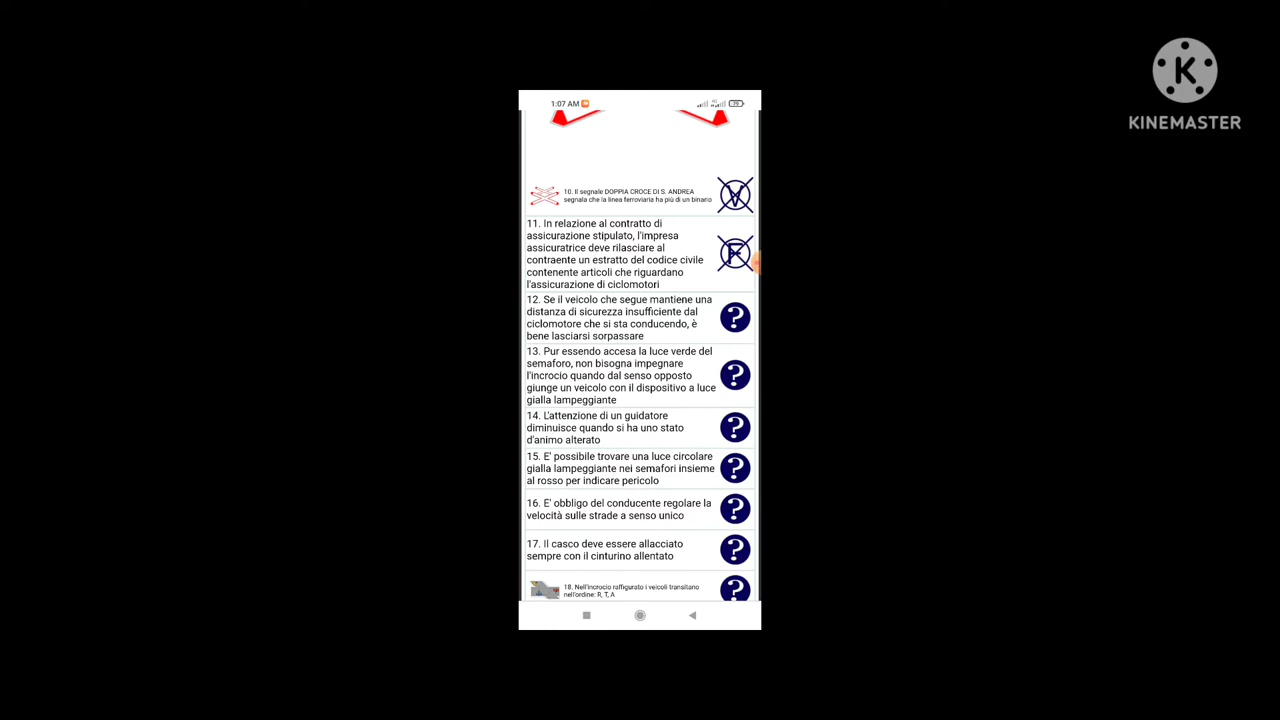 1:07 AM
4G
79
K
KINEMASTER
10. Il segnale DOPPIA CROCE DI S. ANDREA
segnala che la linea ferroviaria ha più di un binario
V
11. In relazione al contratto di
assicurazione stipulato, l'impresa
assicuratrice deve rilasciare al
contraente un estratto del codice civile
contenente articoli che riguardano
l'assicurazione di ciclomotori
F
12. Se il veicolo che segue mantiene una
distanza di sicurezza insufficiente dal
ciclomotore che si sta conducendo, è
bene lasciarsi sorpassare
?
13. Pur essendo accesa la luce verde del
semaforo, non bisogna impegnare
l'incrocio quando dal senso opposto
giunge un veicolo con il dispositivo a luce
gialla lampeggiante
?
14. L'attenzione di un guidatore
diminuisce quando si ha uno stato
d'animo alterato
?
15. E' possibile trovare una luce circolare
gialla lampeggiante nei semafori insieme
al rosso per indicare pericolo
?
16. E' obbligo del conducente regolare la
velocità sulle strade a senso unico
?
17. Il casco deve essere allacciato
sempre con il cinturino allentato
?
18. Nell'incrocio raffigurato i veicoli transitano
nell'ordine: R, T, A
?